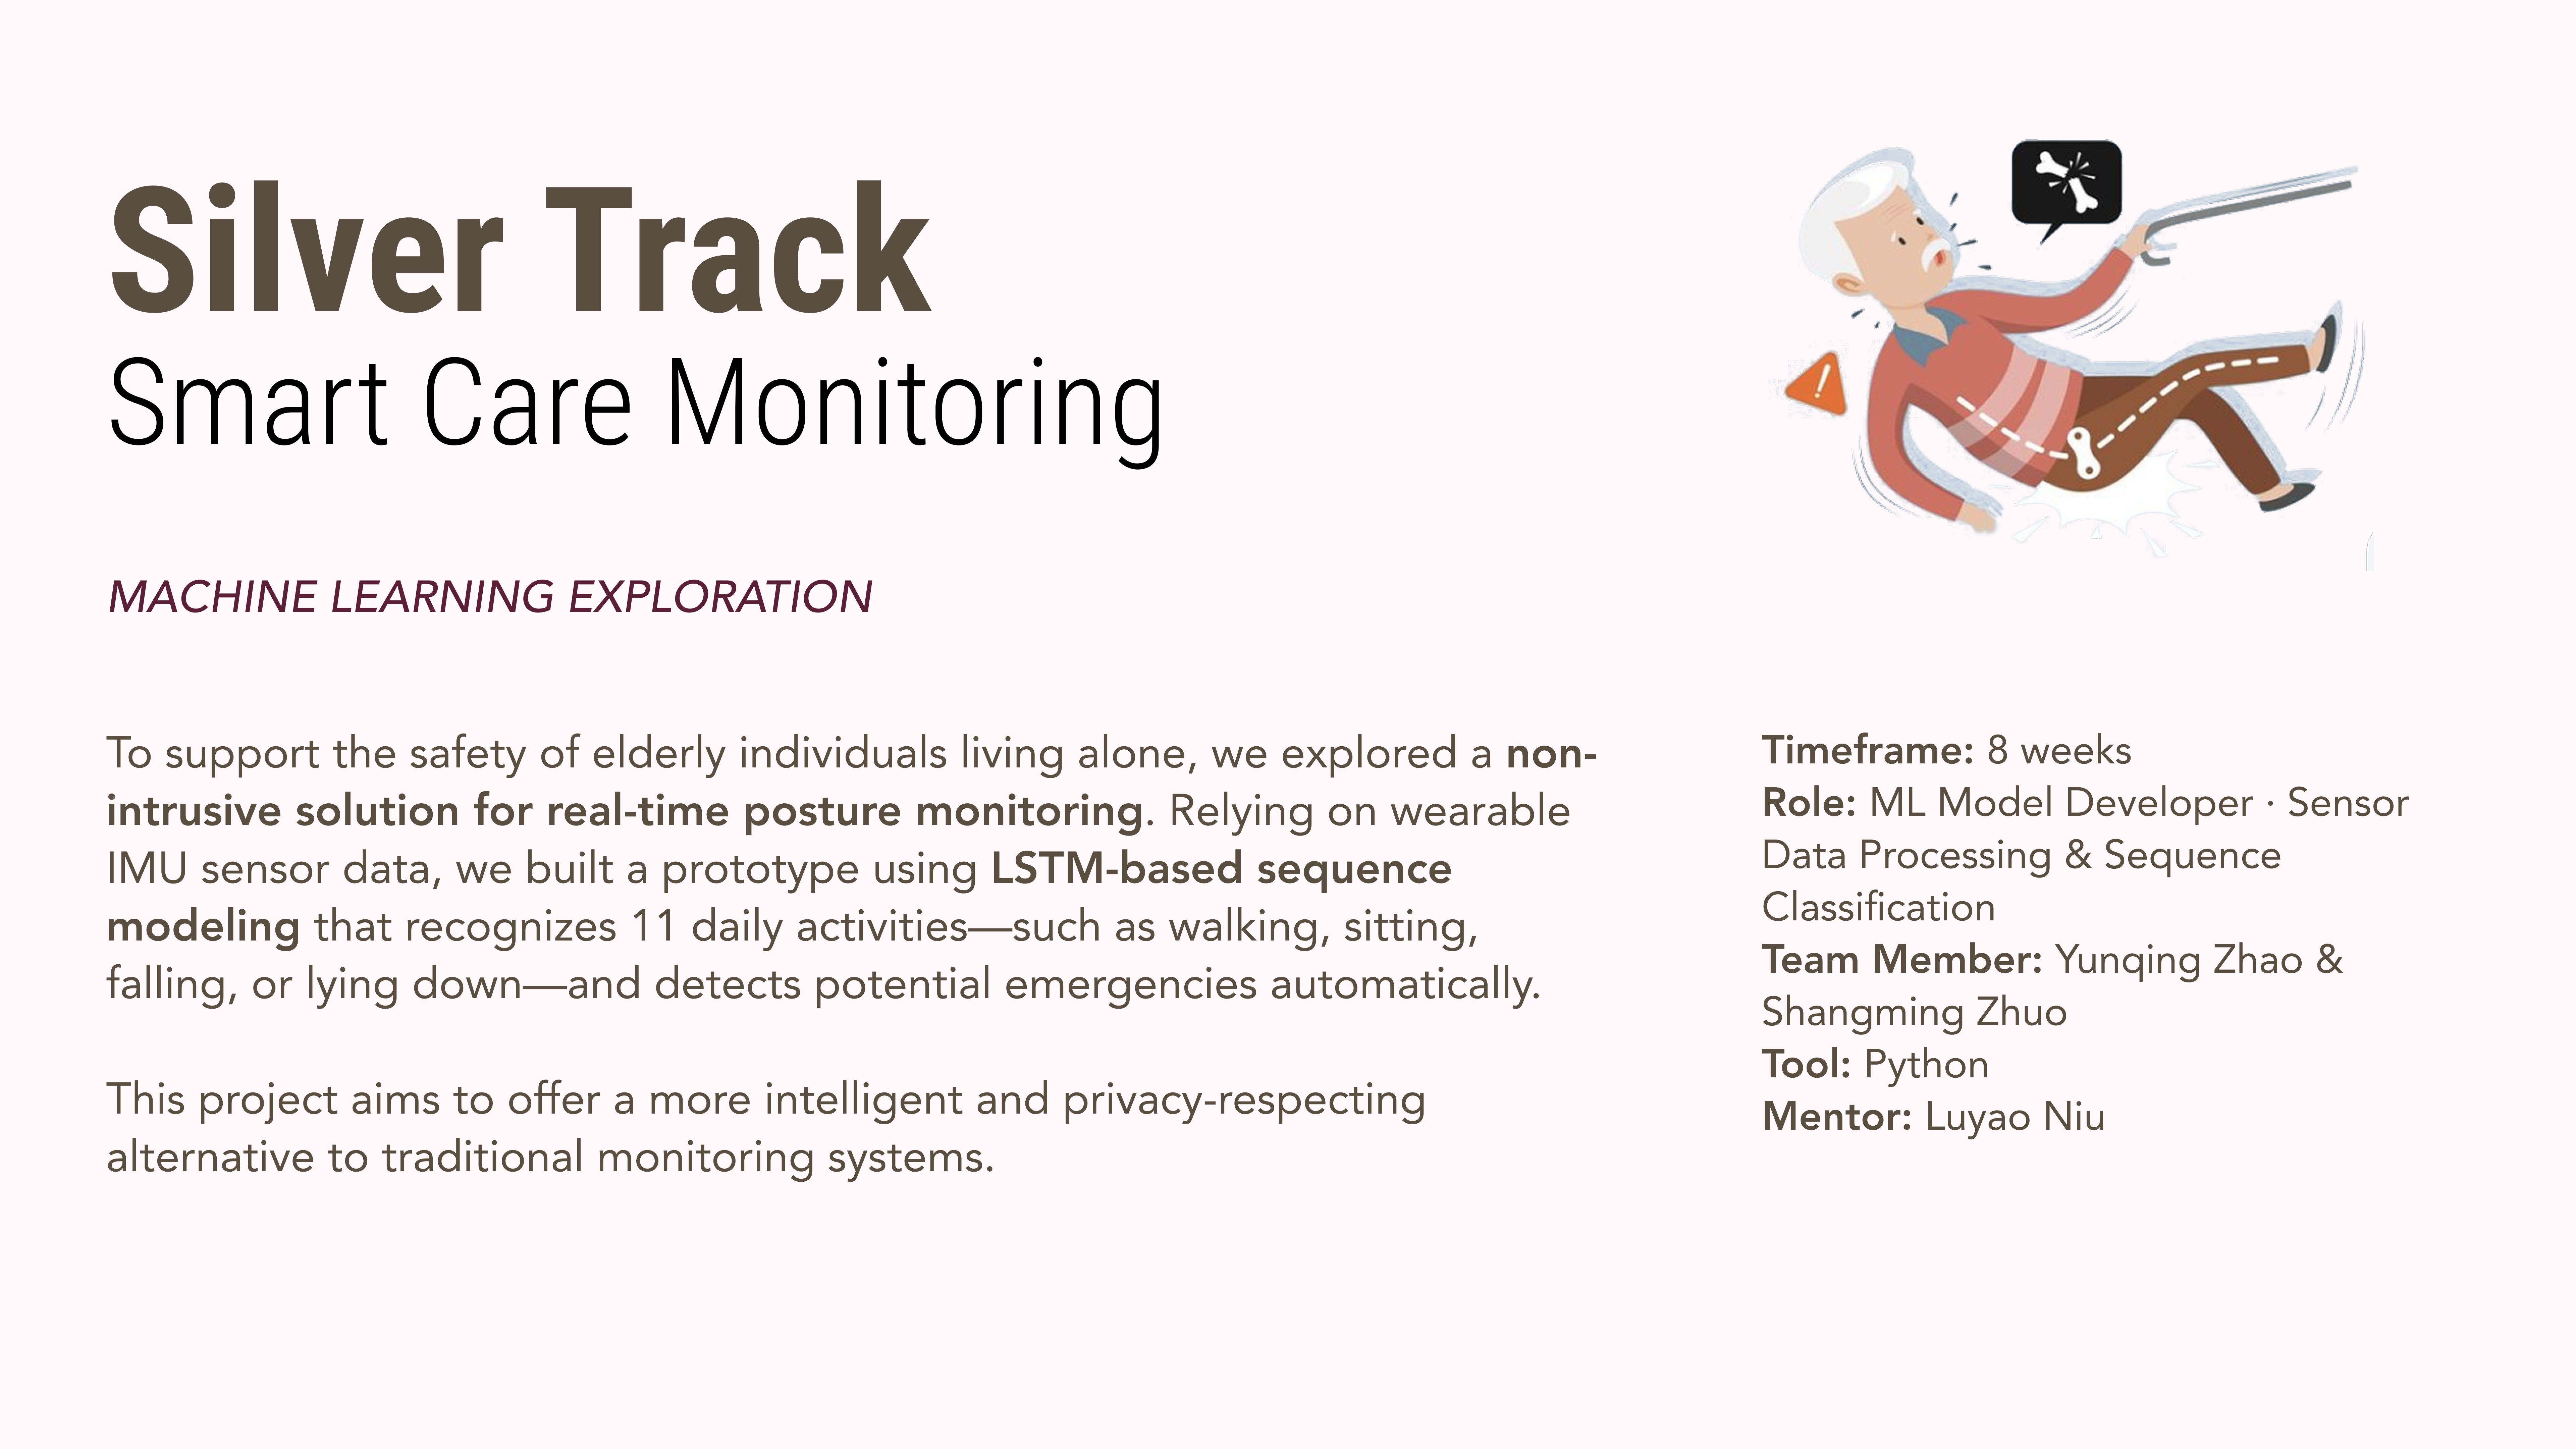 Silver Track
Smart Care Monitoring
MACHINE LEARNING EXPLORATION
To support the safety of elderly individuals living alone, we explored a non-
intrusive solution for real-time posture monitoring. Relying on wearable
IMU sensor data, we built a prototype using LSTM-based sequence
modeling that recognizes 11 daily activities—such as walking, sitting,
falling, or lying down—and detects potential emergencies automatically.
This project aims to offer a more intelligent and privacy-respecting
alternative to traditional monitoring systems.
Timeframe: 8 weeks
Role: ML Model Developer · Sensor
Data Processing & Sequence
Classification
Team Member: Yunqing Zhao &
Shangming Zhuo
Tool: Python
Mentor: Luyao Niu